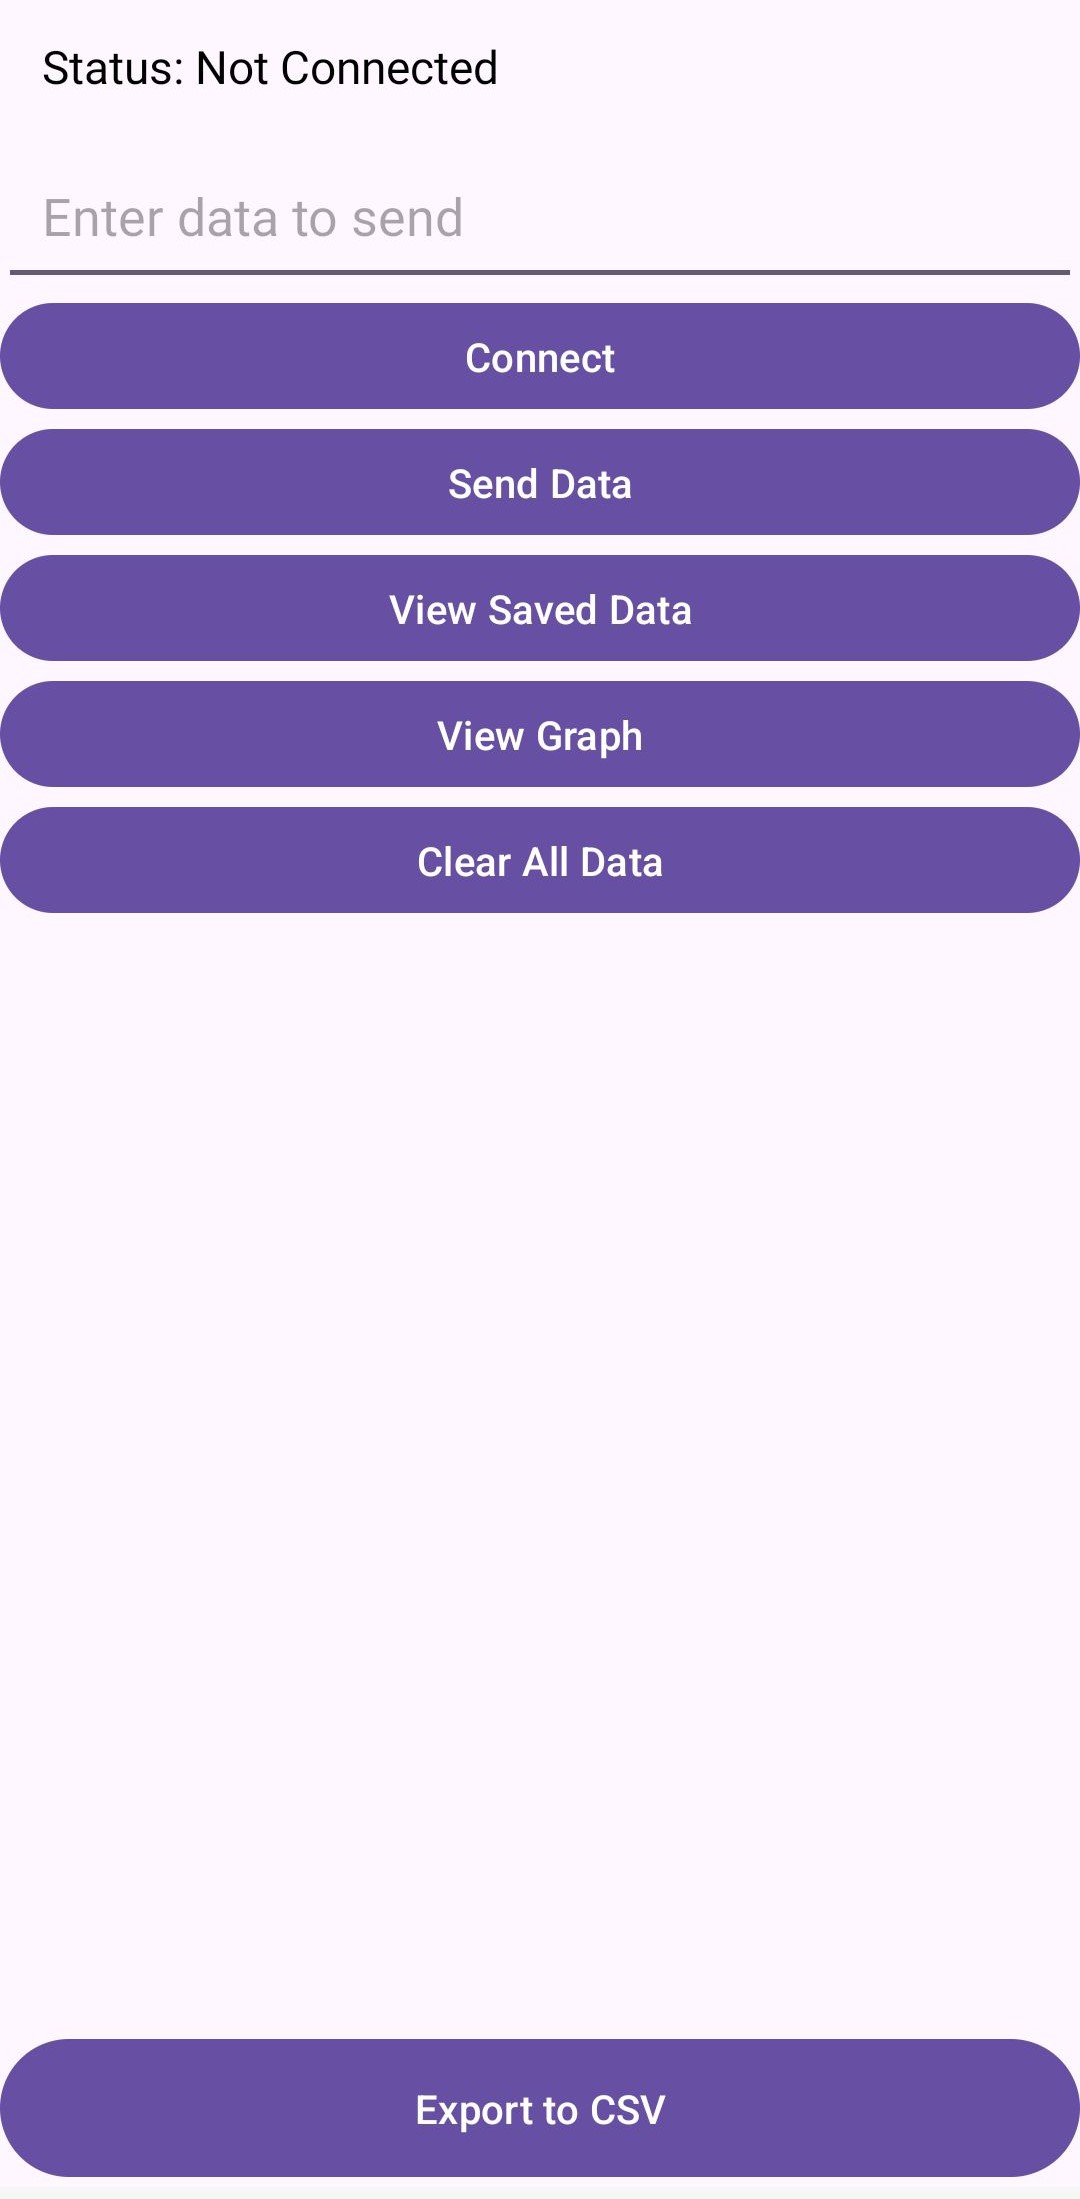 Status: Not Connected
Enter data to send
Connect
Send Data
View Saved Data
View Graph
Clear All Data
Export to CSV